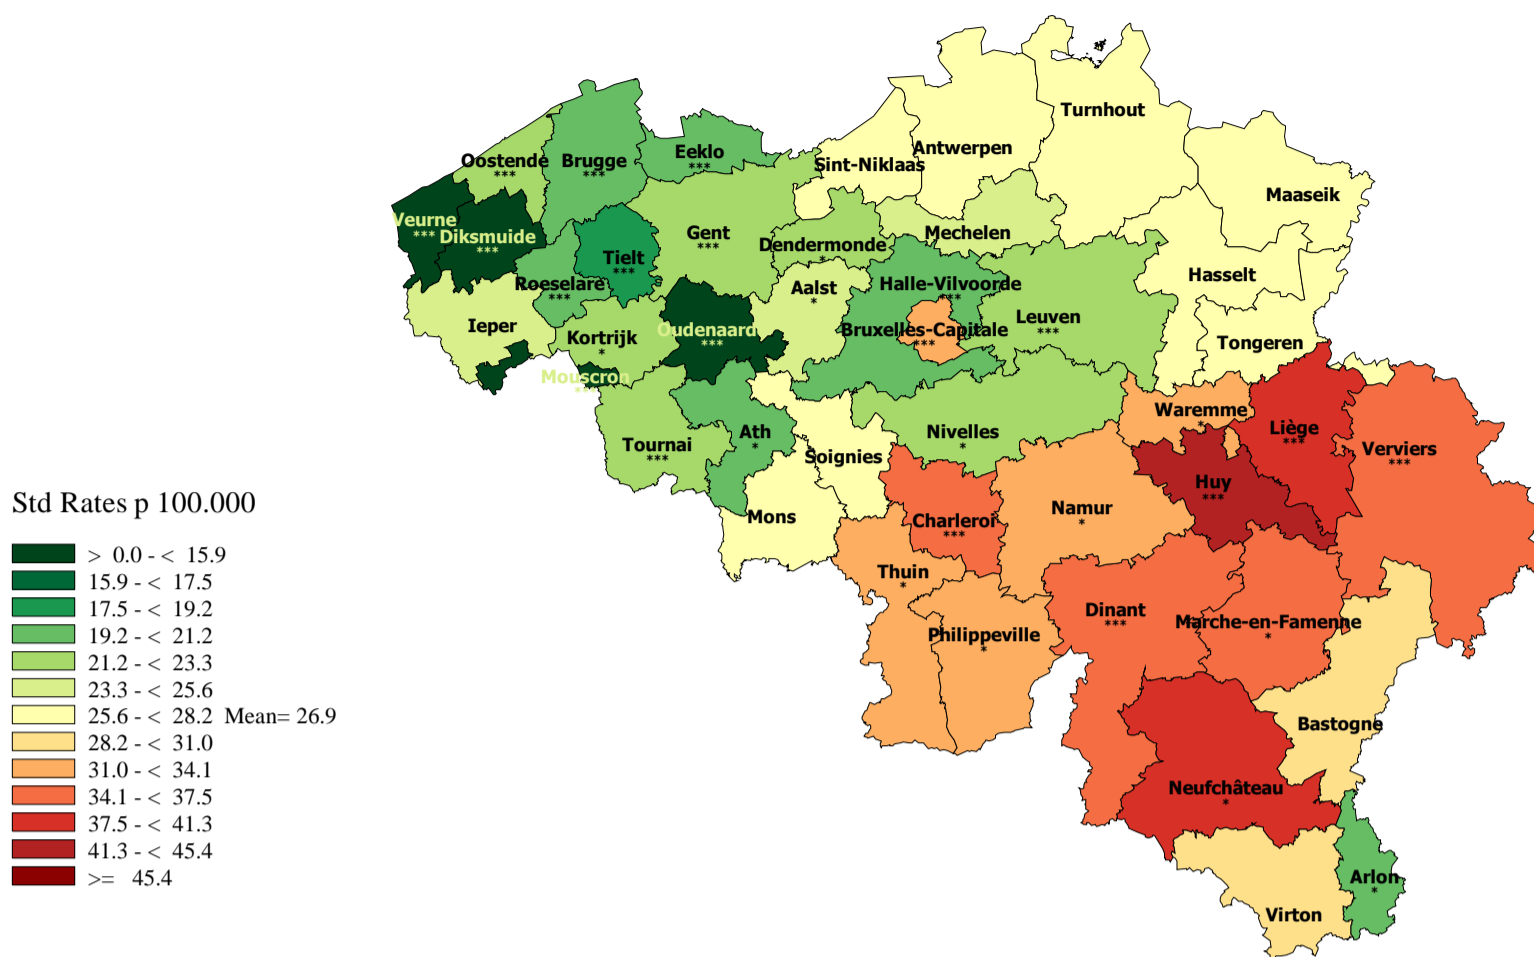 Turnhout
Antwerpen
Sint-Niklaas
Eeklo
***
Oostende
***
Brugge
***
Maaseik
Veurne
***
Diksmuide
***
Gent
***
Mechelen
Dendermonde
*
Tielt
***
Hasselt
Roeselare
***
Aalst
*
Halle-Vilvoorde
***
Leuven
***
Ieper
Kortrijk
*
Oudenaard
***
Bruxelles-Capitale
***
Tongeren
Mouscron
Waremme
*
Liège
***
Tournai
***
Ath
*
Nivelles
*
Soignies
Verviers
***
Huy
***
Std Rates p 100.000
Mons
Charleroi
***
Namur
*
> 0.0 - < 15.9
15.9 - < 17.5
17.5 - < 19.2
19.2 - < 21.2
21.2 - < 23.3
23.3 - < 25.6
25.6 - < 28.2 Mean= 26.9
28.2 - < 31.0
31.0 - < 34.1
34.1 - < 37.5
37.5 - < 41.3
41.3 - < 45.4
>= 45.4
Thuin
*
Philippeville
*
Dinant
***
Marche-en-Famenne
*
Bastogne
Neufchâteau
*
Arlon
*
Virton